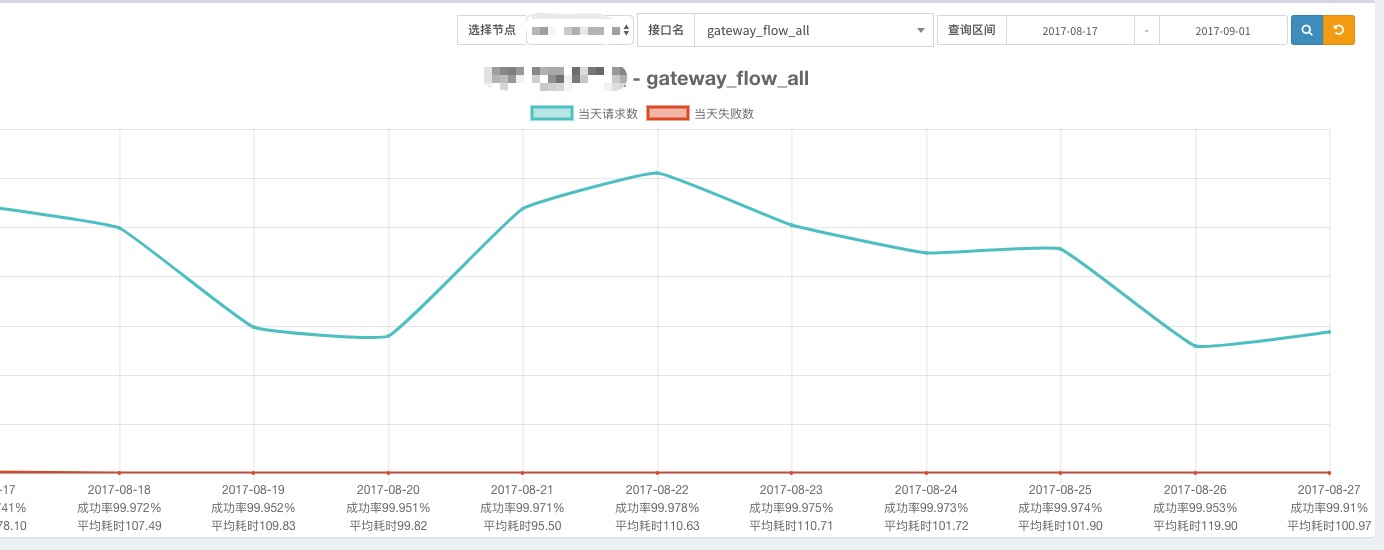 选择节点 接口名 gateway_flow_all 查询区间 2017-08-17 - 2017-09-01
- gateway_flow_all
当天请求数 当天失败数
-17 2017-08-18 2017-08-19 2017-08-20 2017-08-21 2017-08-22 2017-08-23 2017-08-24 2017-08-25 2017-08-26 2017-08-27
741% 成功率99.972% 成功率99.952% 成功率99.951% 成功率99.971% 成功率99.978% 成功率99.975% 成功率99.973% 成功率99.974% 成功率99.953% 成功率99.91%
78.10 平均耗时107.49 平均耗时109.83 平均耗时99.82 平均耗时95.50 平均耗时110.63 平均耗时110.71 平均耗时101.72 平均耗时101.90 平均耗时119.90 平均耗时100.97